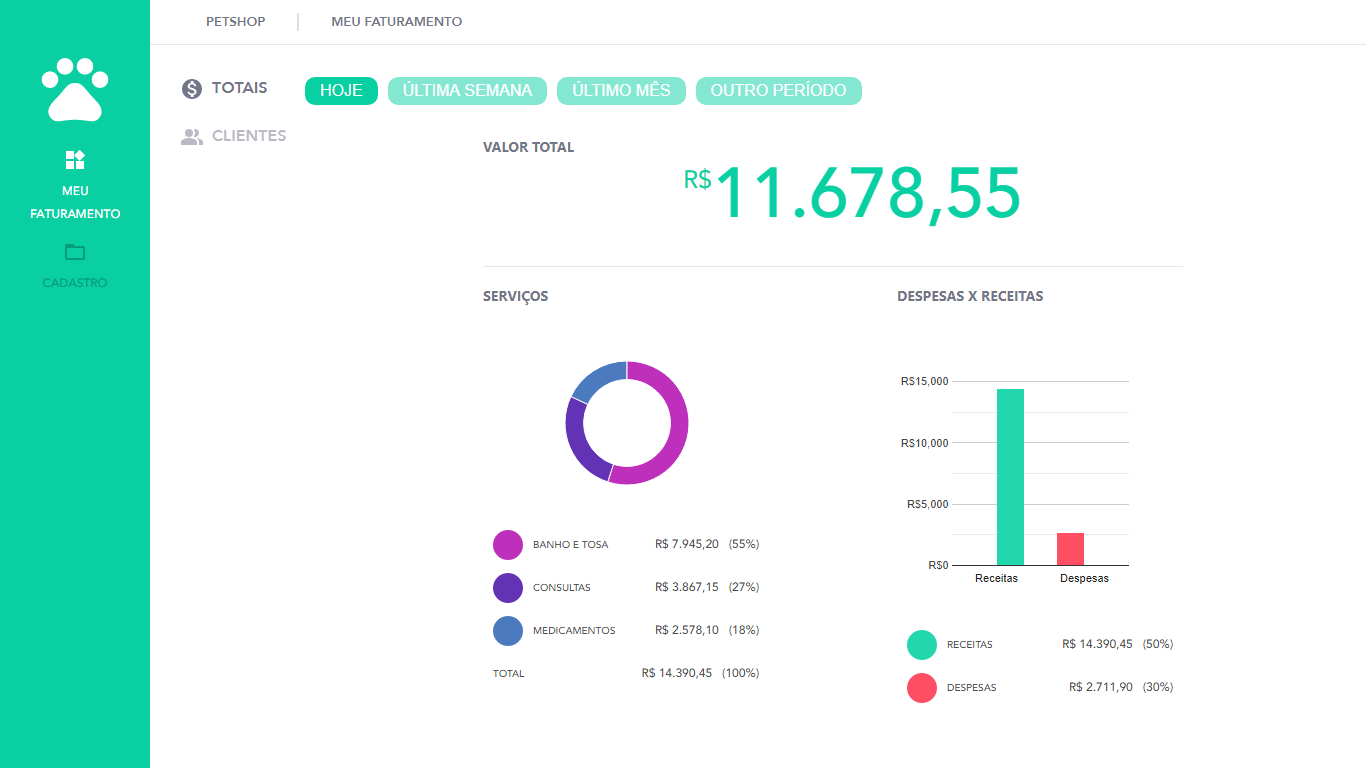 PETSHOP
MEU FATURAMENTO
MEU
FATURAMENTO
CADASTRO
TOTAIS
CLIENTES
HOJE
ÚLTIMA SEMANA
ÚLTIMO MÊS
OUTRO PERÍODO
VALOR TOTAL
R$11.678,55
SERVIÇOS
BANHO E TOSA R$ 7.945,20 (55%)
CONSULTAS R$ 3.867,15 (27%)
MEDICAMENTOS R$ 2.578,10 (18%)
TOTAL R$ 14.390,45 (100%)
DESPESAS X RECEITAS
R$15,000
R$10,000
R$5,000
R$0
Receitas Despesas
RECEITAS R$ 14.390,45 (50%)
DESPESAS R$ 2.711,90 (30%)